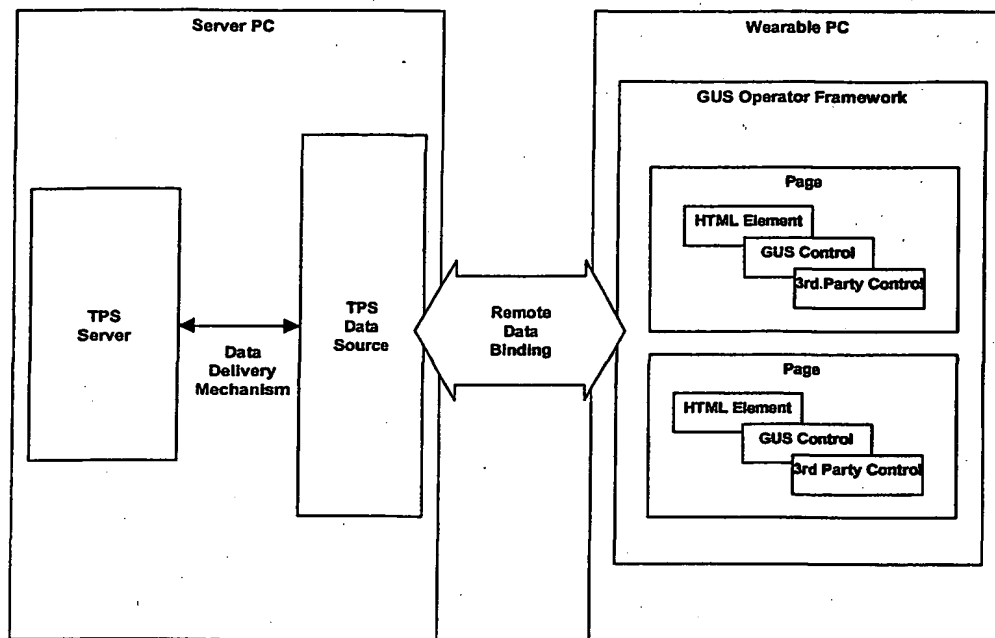 Server PC
TPS
Server
Data
Delivery
Mechanism
TPS
Data
Source
Remote
Data
Binding
Wearable PC
GUS Operator Framework
Page
HTML Element
GUS Control
3rd.Party Control
Page
HTML Element
GUS Control
3rd Party Control